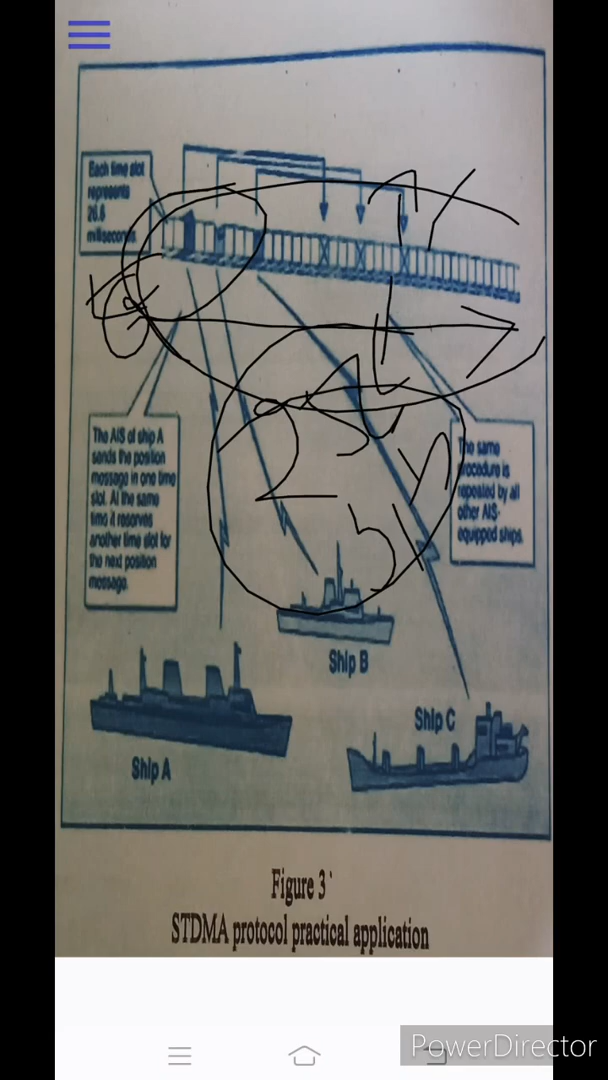 Each time slot
represents
26.6
milliseconds
The AIS of ship A
sends the position
message in one time
slot. At the same
time it reserves
another time slot for
the next position
message.
The same
procedure is
repeated by all
other AIS-
equipped ships.
Ship B
Ship C
Ship A
Figure 3
STDMA protocol practical application
PowerDirector